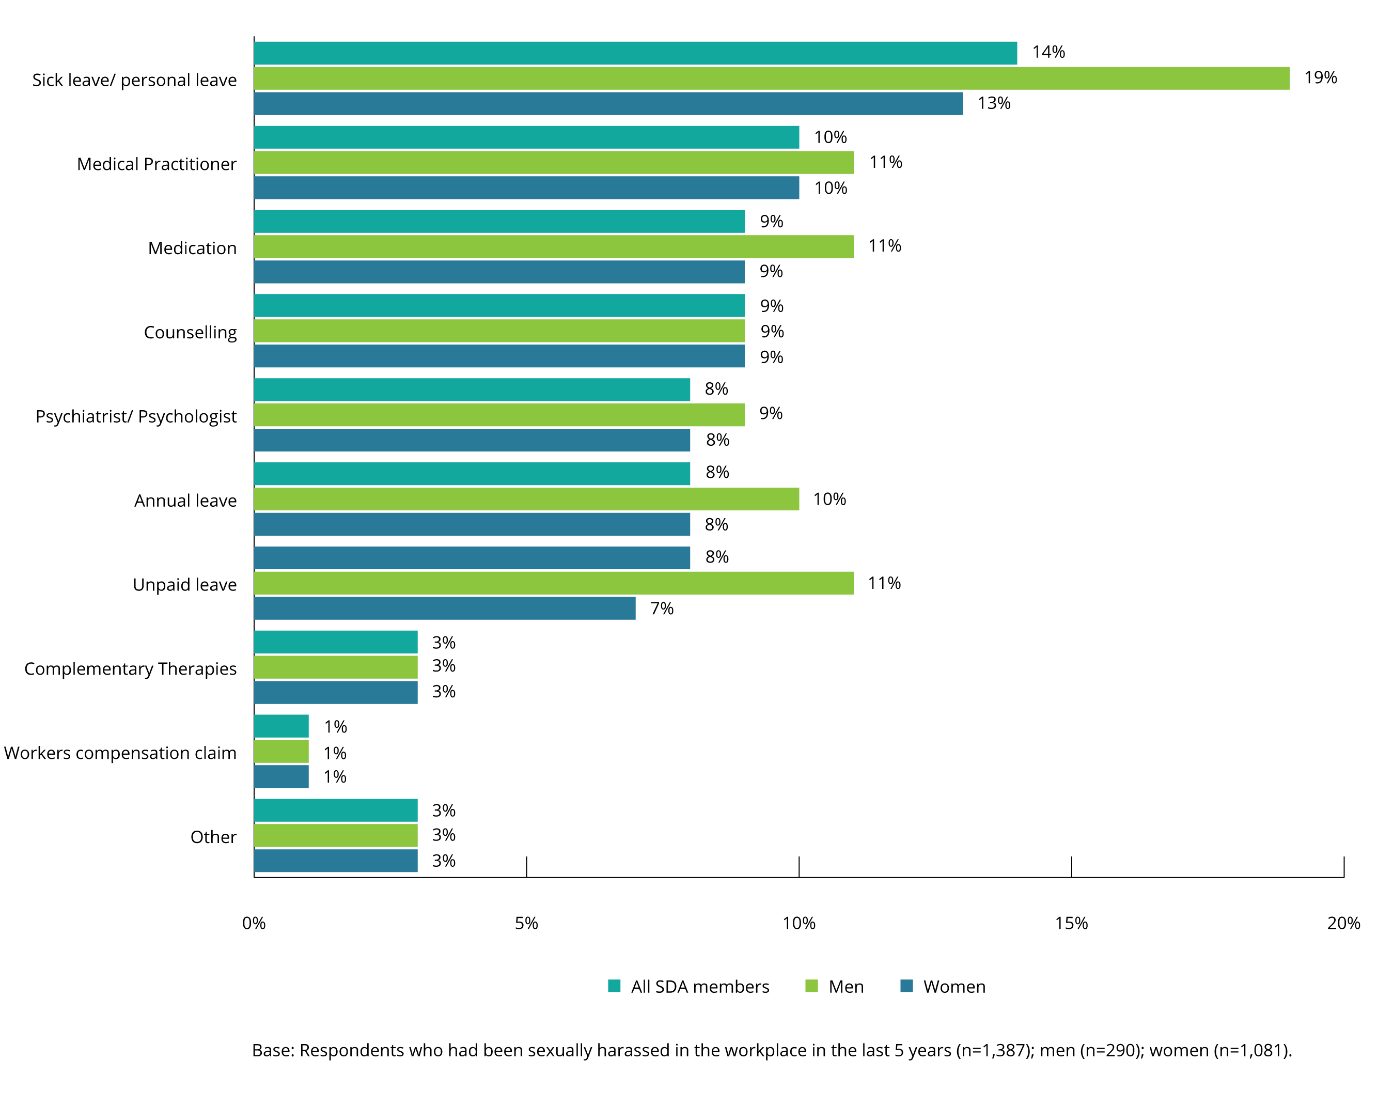 14%
Sick leave/ personal leave
19%
13%
10%
Medical Practitioner
11%
10%
9%
Medication
11%
9%
9%
Counselling
9%
9%
8%
Psychiatrist/ Psychologist
9%
8%
8%
Annual leave
10%
8%
8%
Unpaid leave
11%
7%
3%
Complementary Therapies
3%
3%
1%
Workers compensation claim
1%
1%
3%
Other
3%
3%
0% 5% 10% 15% 20%
All SDA members Men Women
Base: Respondents who had been sexually harassed in the workplace in the last 5 years (n=1,387); men (n=290); women (n=1,081).